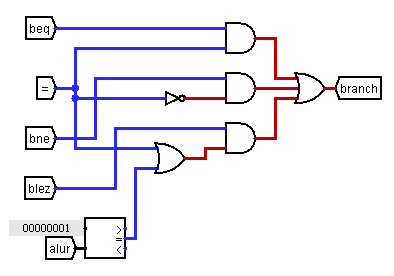 beq
=
branch
bne
blez
00000001
>
=
<
alur